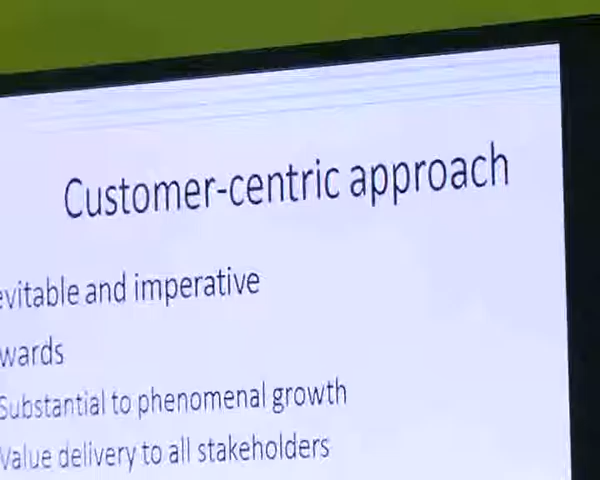 Customer-centric approach
evitable and imperative
wards
Substantial to phenomenal growth
Value delivery to all stakeholders